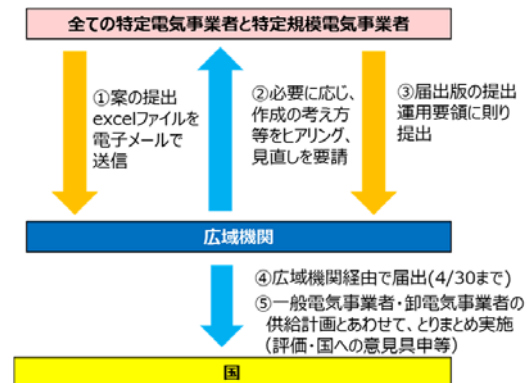 全ての特定電気事業者と特定規模電気事業者
①案の提出
excelファイルを
電子メールで
送信
②必要に応じ、
作成の考え方
等をヒアリング、
見直しを要請
③届出版の提出
運用要領に則り
提出
広域機関
④広域機関経由で届出(4/30まで)
⑤一般電気事業者・卸電気事業者の
供給計画とあわせて、とりまとめ実施
(評価・国への意見具申等)
国